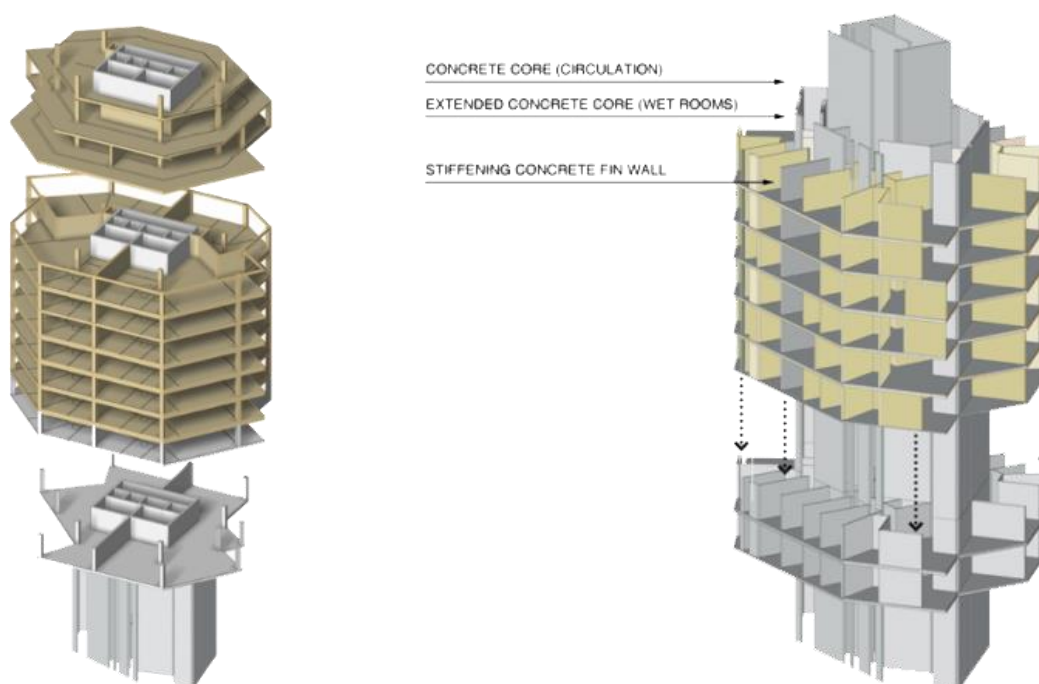 CONCRETE CORE (CIRCULATION)
EXTENDED CONCRETE CORE (WET ROOMS)
STIFFENING CONCRETE FIN WALL